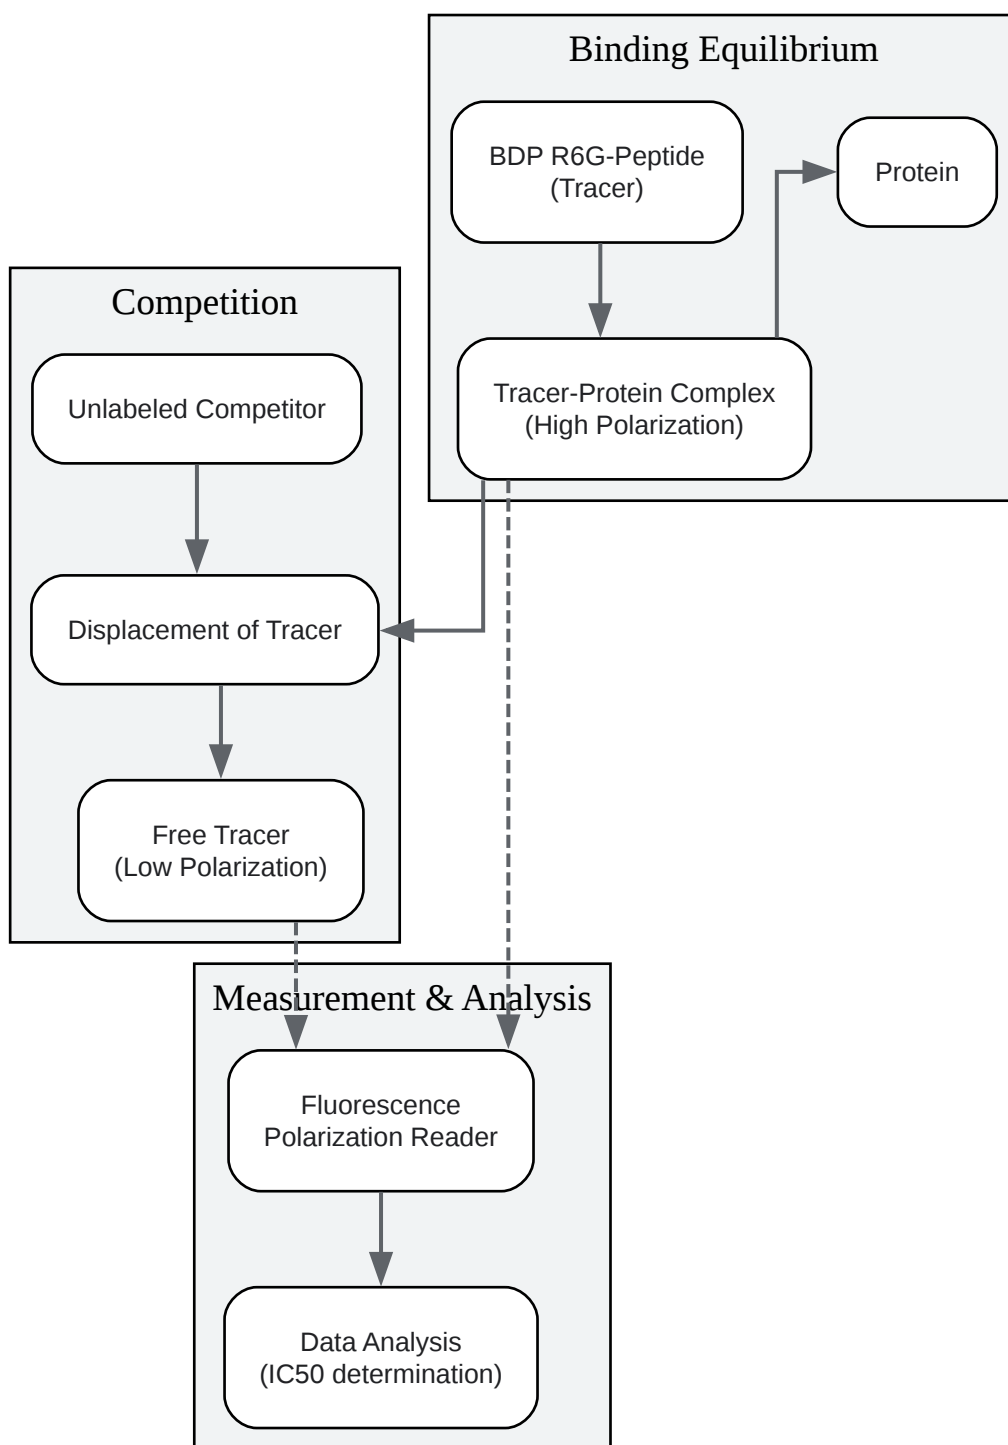 Binding Equilibrium
BDP R6G-Peptide
(Tracer)
Protein
Tracer-Protein Complex
(High Polarization)
Competition
Unlabeled Competitor
Displacement of Tracer
Free Tracer
(Low Polarization)
Measurement & Analysis
Fluorescence
Polarization Reader
Data Analysis
(IC50 determination)